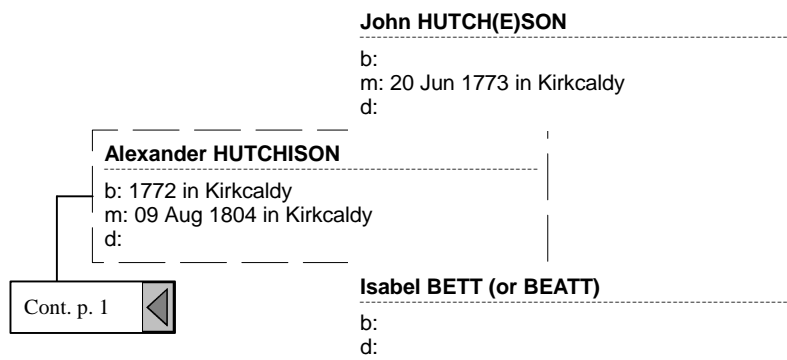 John HUTCH(E)SON
b:
m: 20 Jun 1773 in Kirkcaldy
d:
Alexander HUTCHISON
b: 1772 in Kirkcaldy
m: 09 Aug 1804 in Kirkcaldy
d:
Isabel BETT (or BEATT)
Cont. p. 1
b:
d: